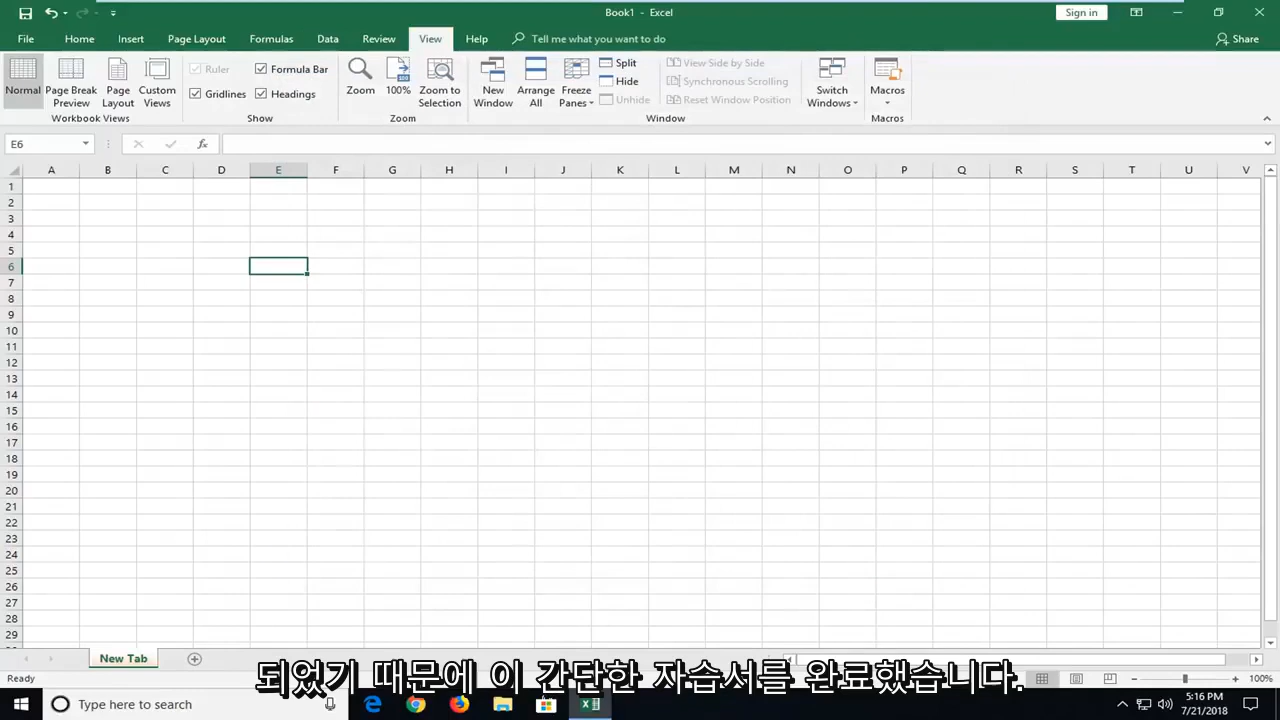 Book1 - Excel
Sign in
File Home Insert Page Layout Formulas Data Review View Help Tell me what you want to do Share
Normal
Page Break Preview
Page Layout
Custom Views
Workbook Views
Ruler
Formula Bar
Gridlines
Headings
Show
Zoom
100%
Zoom to Selection
Zoom
New Window
Arrange All
Freeze Panes
Split
Hide
Unhide
View Side by Side
Synchronous Scrolling
Reset Window Position
Window
Switch Windows
Macros
Macros
E6
fx
A B C D E F G H I J K L M N O P Q R S T U V
1
2
3
4
5
6
7
8
9
10
11
12
13
14
15
16
17
18
19
20
21
22
23
24
25
26
27
28
29
New Tab
되었기 때문에 이 간단한 자습서를 완료했습니다.
Ready
100%
Type here to search
5:16 PM
7/21/2018